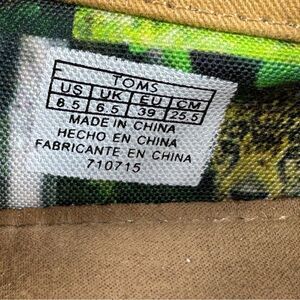 TOMS
US UK EU CM
8.5 6.5 39 25.5
MADE IN CHINA
HECHO EN CHINA
FABRICANTE EN CHINA
710715